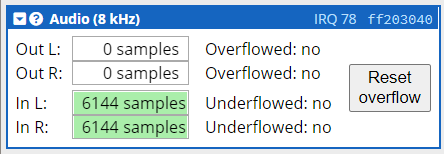 Audio (8 kHz) IRQ 78 ff203040
Out L: 0 samples Overflowed: no
Out R: 0 samples Overflowed: no
In L: 6144 samples Underflowed: no
In R: 6144 samples Underflowed: no
Reset
overflow